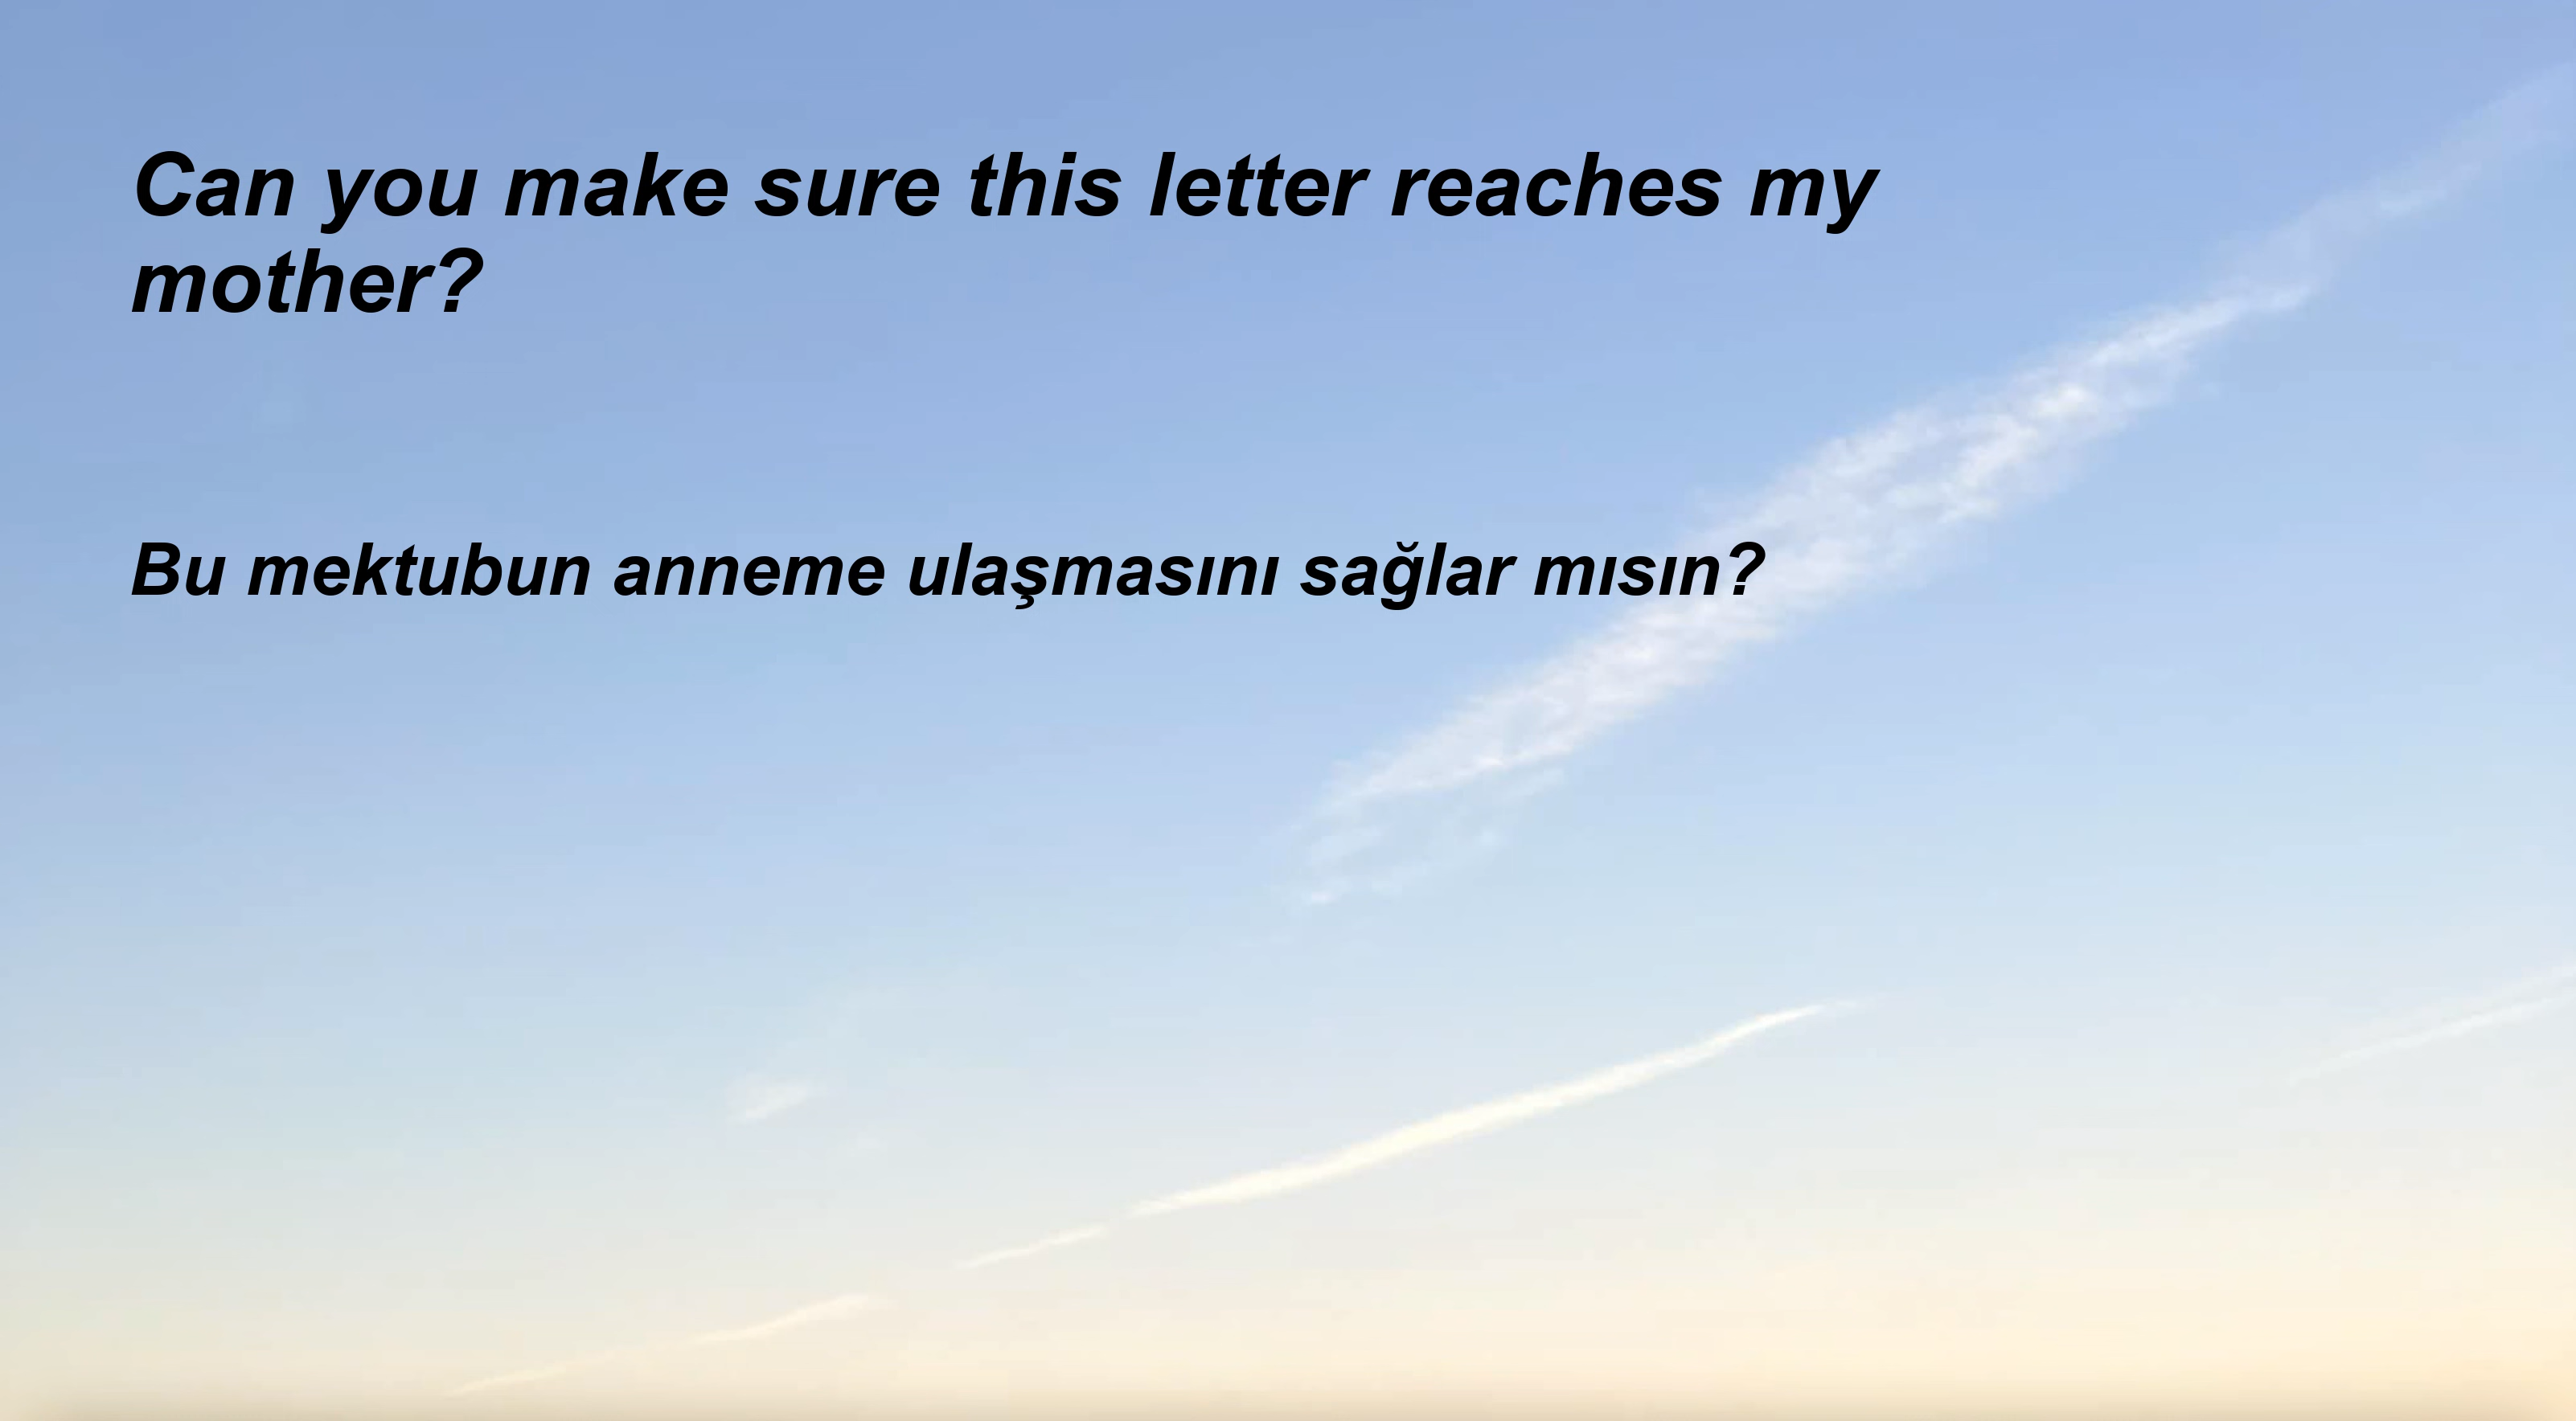 Can you make sure this letter reaches my
mother?
Bu mektubun anneme ulaşmasını sağlar mısın?